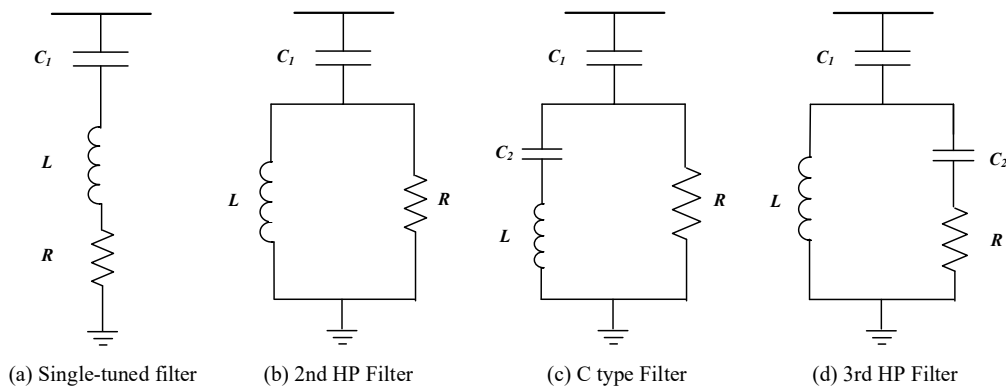 C1
L
R
(a) Single-tuned filter
C1
L
R
(b) 2nd HP Filter
C1
C2
L
R
(c) C type Filter
C1
L
C2
R
(d) 3rd HP Filter